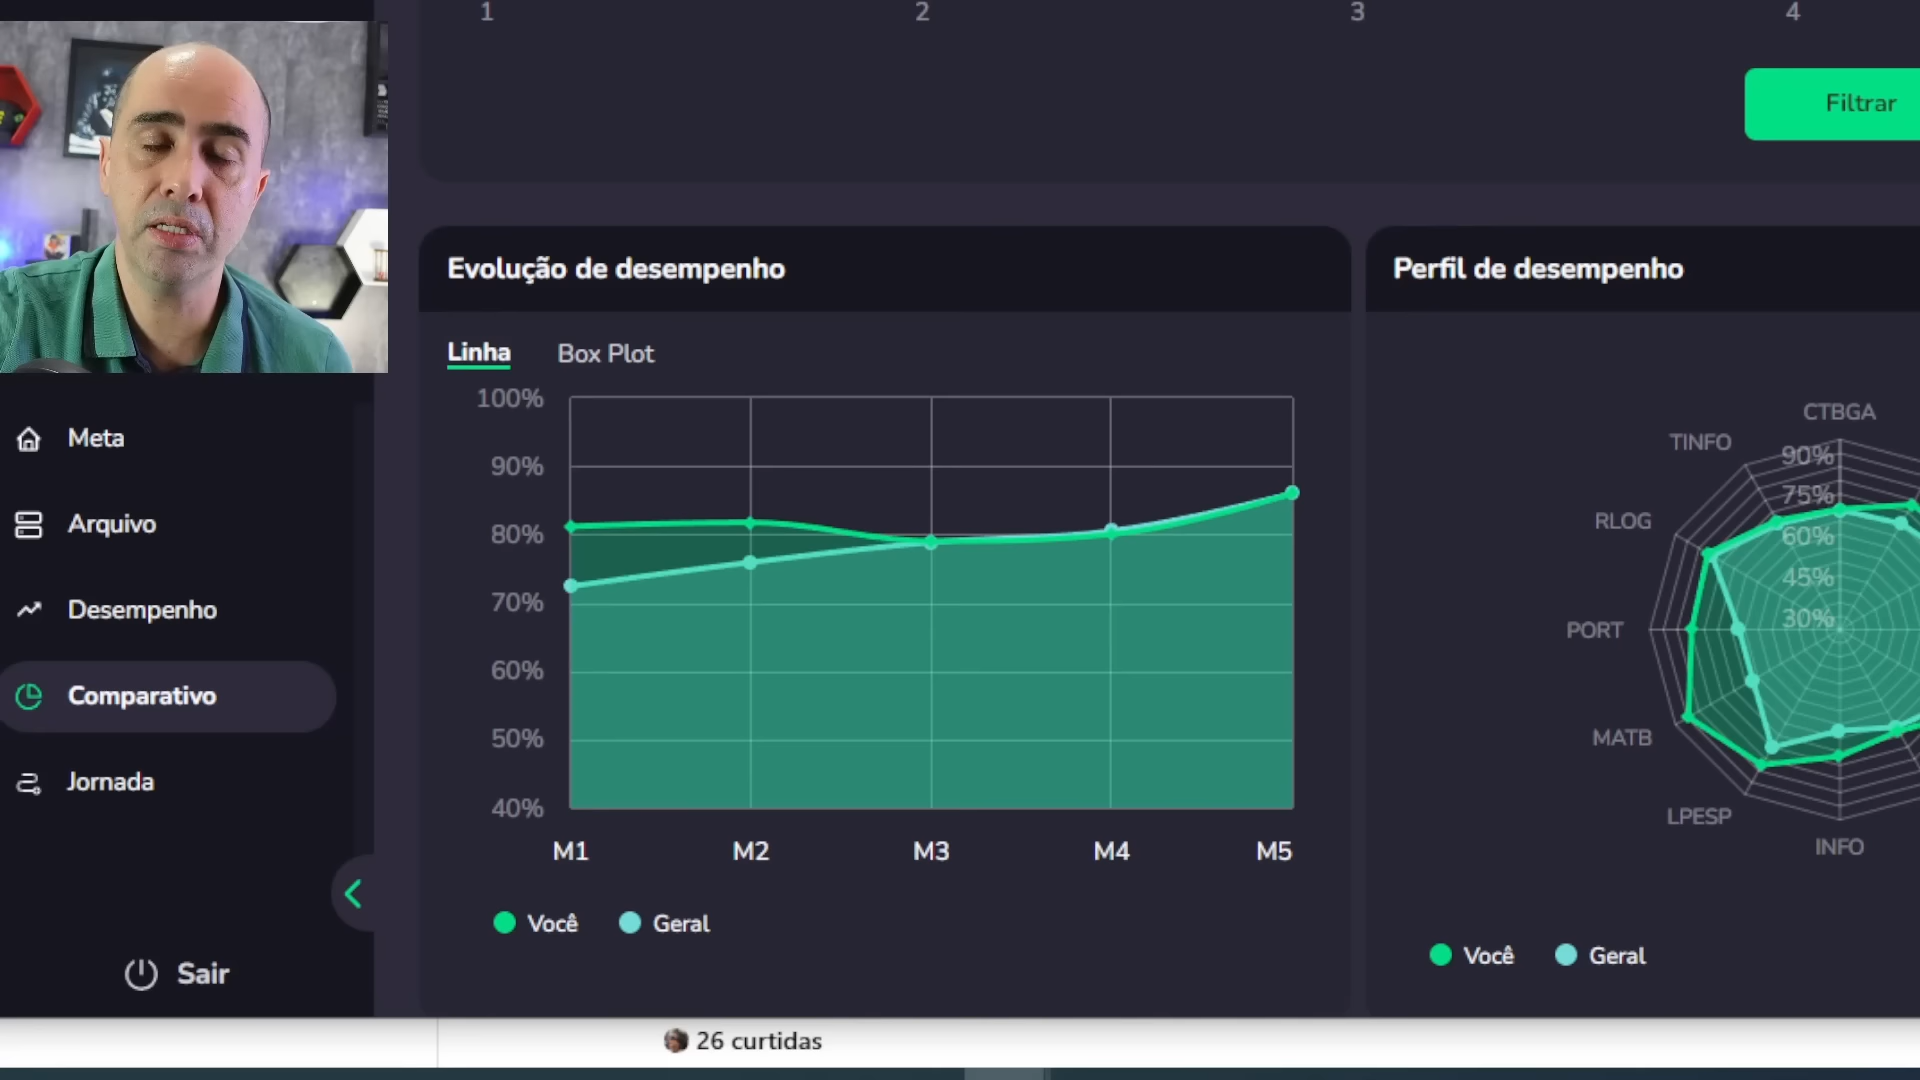 1 2 3 4
Filtrar
Meta
Arquivo
Desempenho
Comparativo
Jornada
Sair
Evolução de desempenho
Linha Box Plot
100%
90%
80%
70%
60%
50%
40%
M1 M2 M3 M4 M5
Você Geral
Perfil de desempenho
CTBGA
TINFO
RLOG
PORT
MATB
LPESP
INFO
90%
75%
60%
45%
30%
Você Geral
26 curtidas